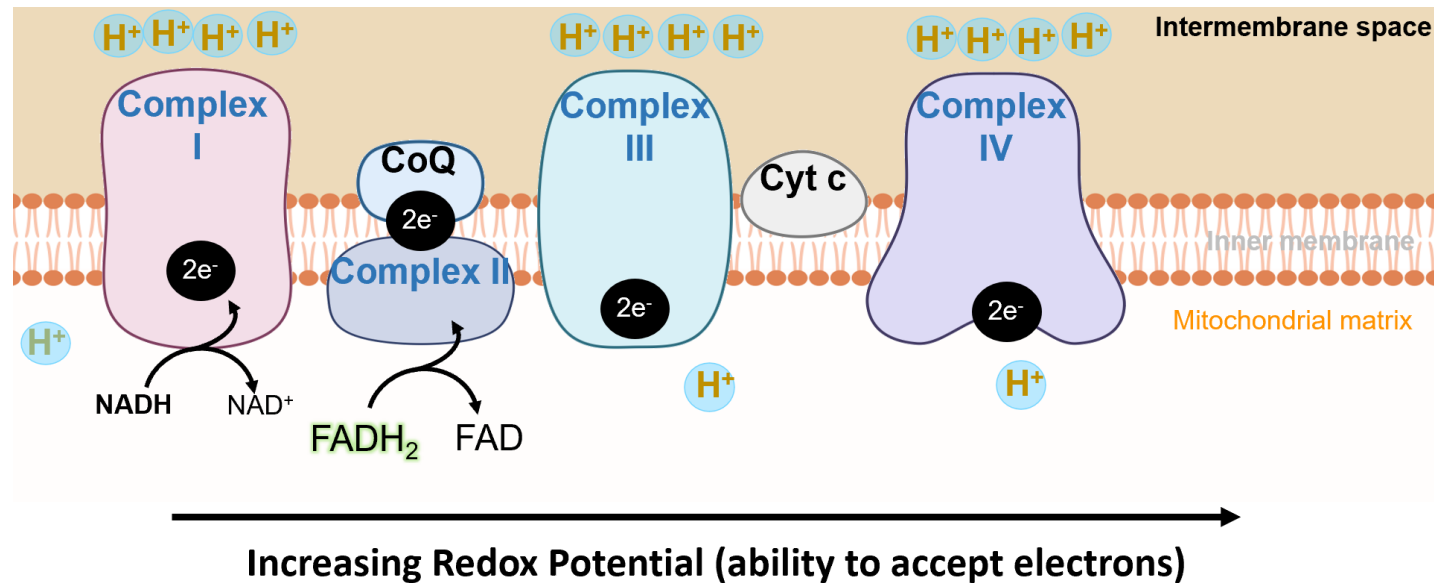 H⁺ H⁺ H⁺ H⁺
H⁺ H⁺ H⁺ H⁺
H⁺ H⁺ H⁺ H⁺
Intermembrane space
Complex
I
CoQ
Complex
III
Cyt c
Complex
IV
2e⁻
2e⁻
Complex II
2e⁻
2e⁻
Inner membrane
Mitochondrial matrix
H⁺
H⁺
H⁺
NADH
NAD⁺
FADH₂
FAD
Increasing Redox Potential (ability to accept electrons)